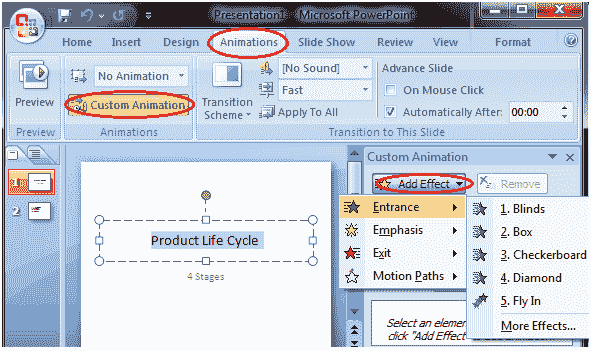 Presentation1 - Microsoft PowerPoint
Home Insert Design Animations Slide Show Review View Format
Preview
No Animation
Custom Animation
Transition Scheme
[No Sound]
Fast
Apply To All
Advance Slide
On Mouse Click
Automatically After: 00:00
Preview Animations Transition to This Slide
1
2
Product Life Cycle
4 Stages
Custom Animation
Add Effect Remove
Entrance
Emphasis
Exit
Motion Paths
1. Blinds
2. Box
3. Checkerboard
4. Diamond
5. Fly In
More Effects...
Select an elemen
click "Add Effect